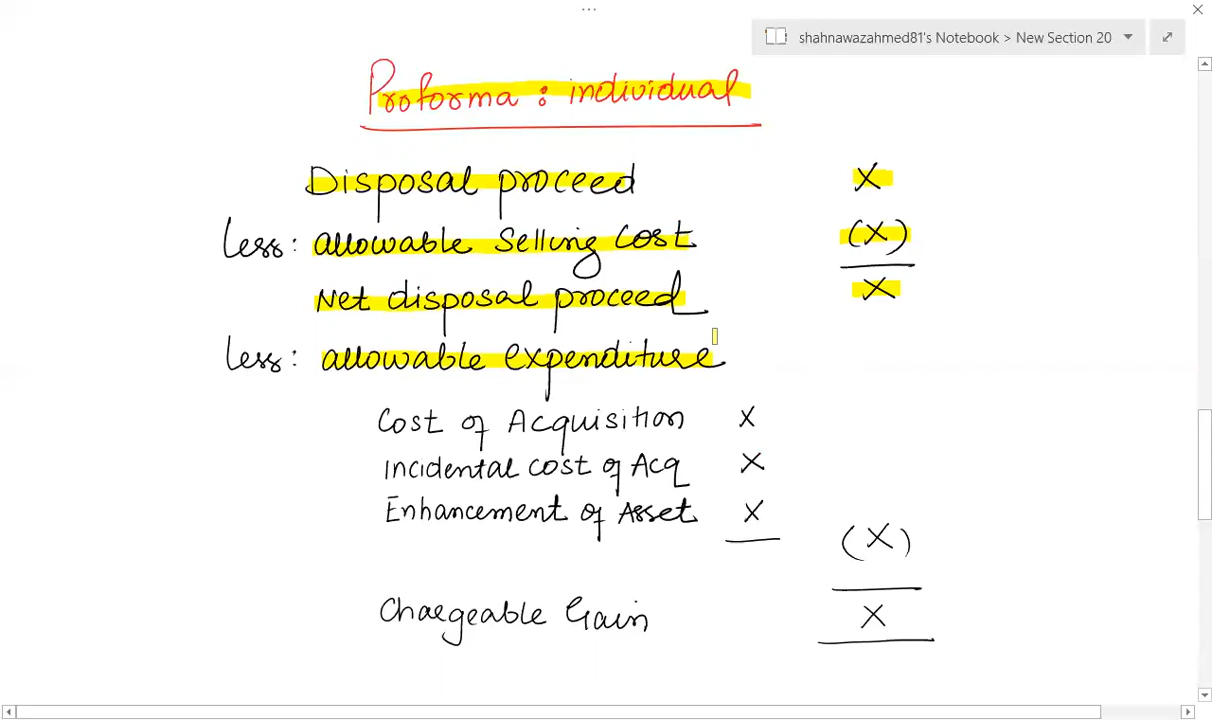 shahnawazahmed81's Notebook > New Section 20
Proforma : individual
Disposal proceed X
less: allowable Selling Cost (X)
Net disposal proceed X
less: allowable Expenditure
Cost of Acquisition X
Incidental Cost of Acq X
Enhancement of Asset X
(X)
Chargeable Gain X